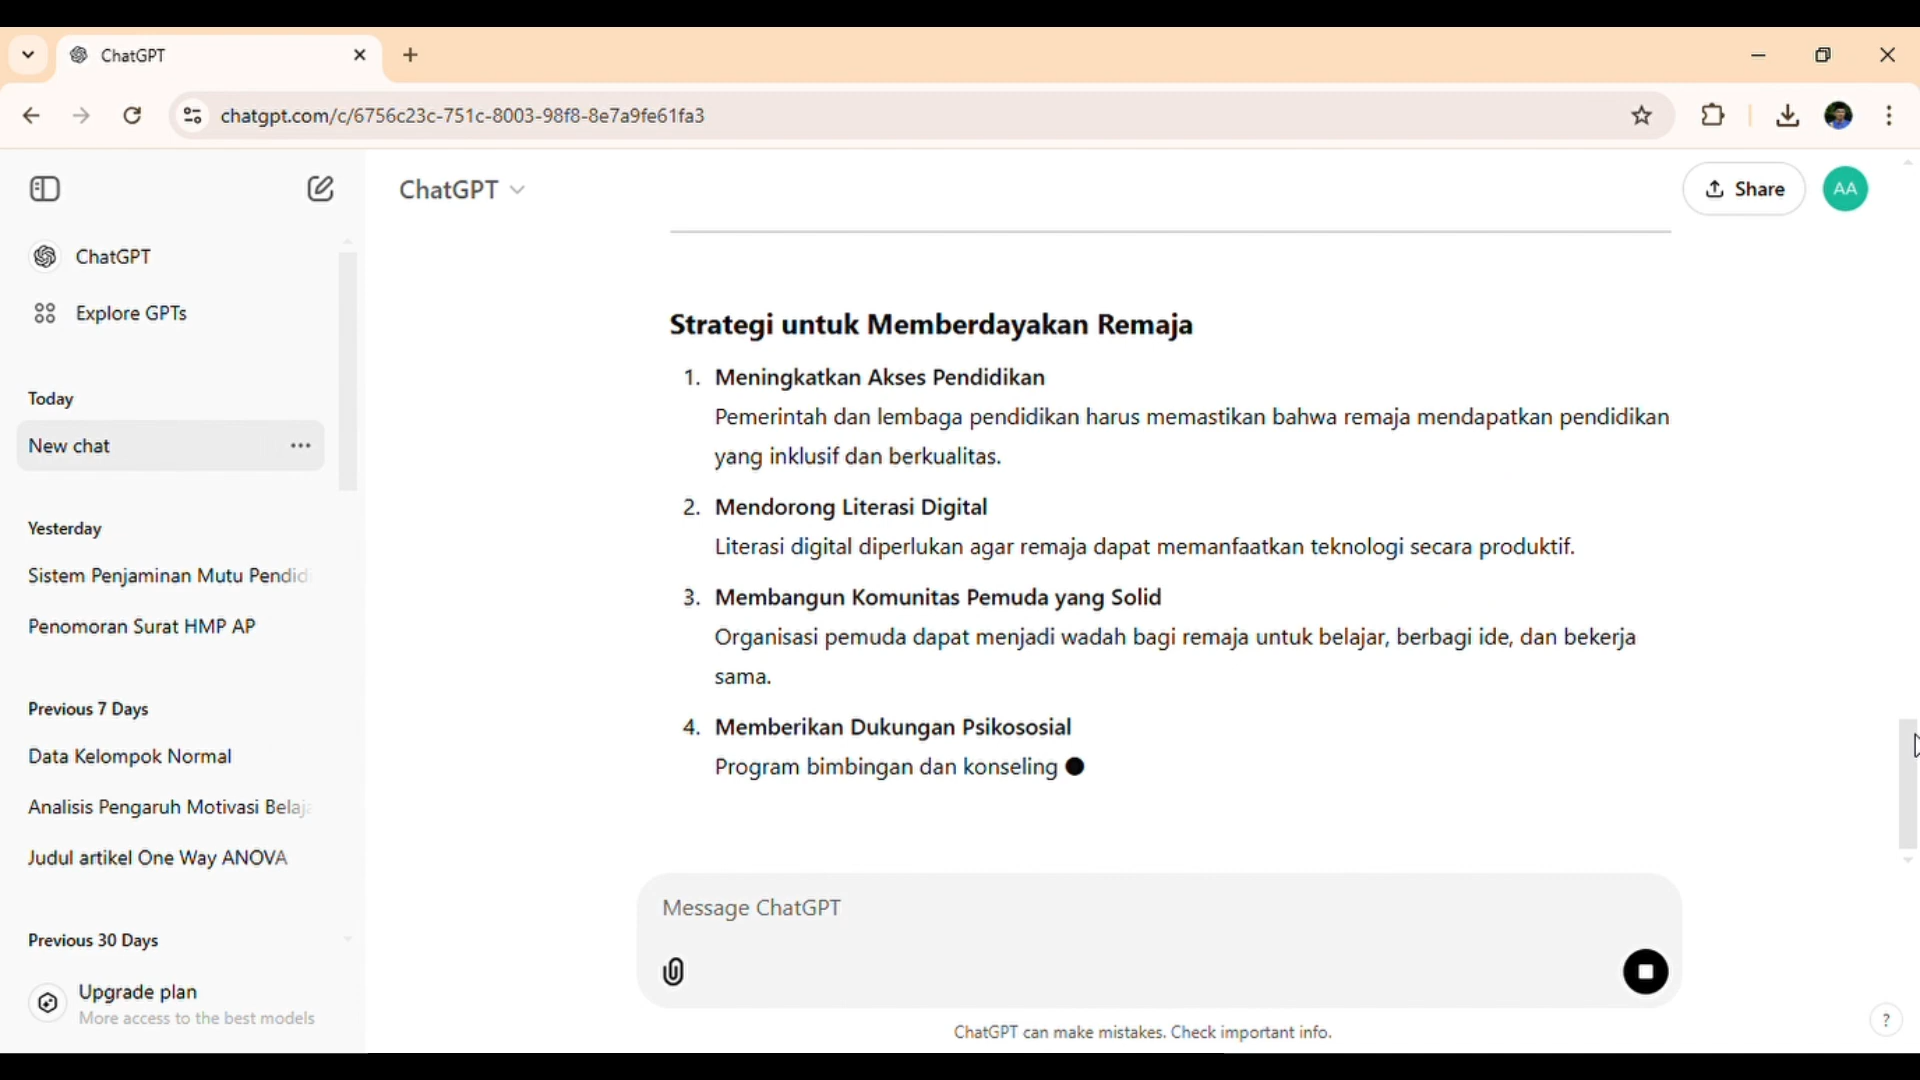 ChatGPT
chatgpt.com/c/6756c23c-751c-8003-98f8-8e7a9fe61fa3
ChatGPT
Share
AA
ChatGPT
Explore GPTs
Today
New chat
Yesterday
Sistem Penjaminan Mutu Pendid
Penomoran Surat HMP AP
Previous 7 Days
Data Kelompok Normal
Analisis Pengaruh Motivasi Belaja
Judul artikel One Way ANOVA
Previous 30 Days
Upgrade plan
More access to the best models
Strategi untuk Memberdayakan Remaja
1. Meningkatkan Akses Pendidikan
Pemerintah dan lembaga pendidikan harus memastikan bahwa remaja mendapatkan pendidikan
yang inklusif dan berkualitas.
2. Mendorong Literasi Digital
Literasi digital diperlukan agar remaja dapat memanfaatkan teknologi secara produktif.
3. Membangun Komunitas Pemuda yang Solid
Organisasi pemuda dapat menjadi wadah bagi remaja untuk belajar, berbagi ide, dan bekerja
sama.
4. Memberikan Dukungan Psikososial
Program bimbingan dan konseling
Message ChatGPT
ChatGPT can make mistakes. Check important info.
?